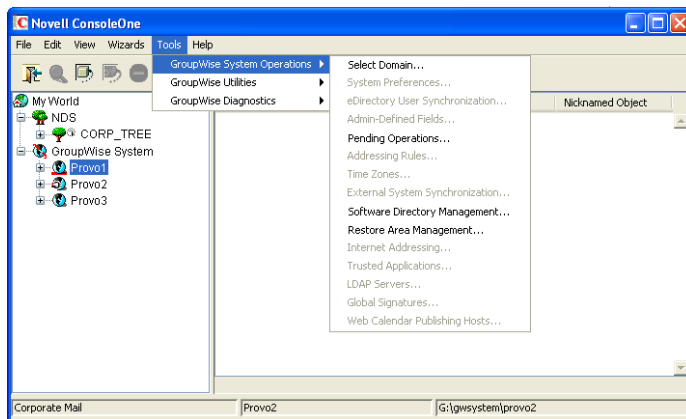 Novell ConsoleOne
File Edit View Wizards Tools Help
GroupWise System Operations
GroupWise Utilities
GroupWise Diagnostics
Select Domain...
System Preferences...
eDirectory User Synchronization...
Admin-Defined Fields...
Pending Operations...
Addressing Rules...
Time Zones...
External System Synchronization...
Software Directory Management...
Restore Area Management...
Internet Addressing...
Trusted Applications...
LDAP Servers...
Global Signatures...
Web Calendar Publishing Hosts...
Nicknamed Object
My World
NDS
CORP_TREE
GroupWise System
Provo1
Provo2
Provo3
Corporate Mail
Provo2
G:\gwsystem\provo2